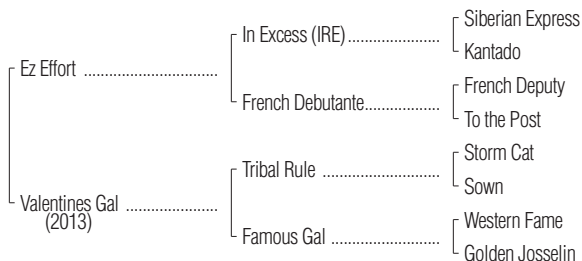 Siberian Express
In Excess (IRE)
Kantado
Ez Effort
French Deputy
French Debutante
To the Post
Storm Cat
Tribal Rule
Sown
Valentines Gal
(2013)
Western Fame
Famous Gal
Golden Josselin